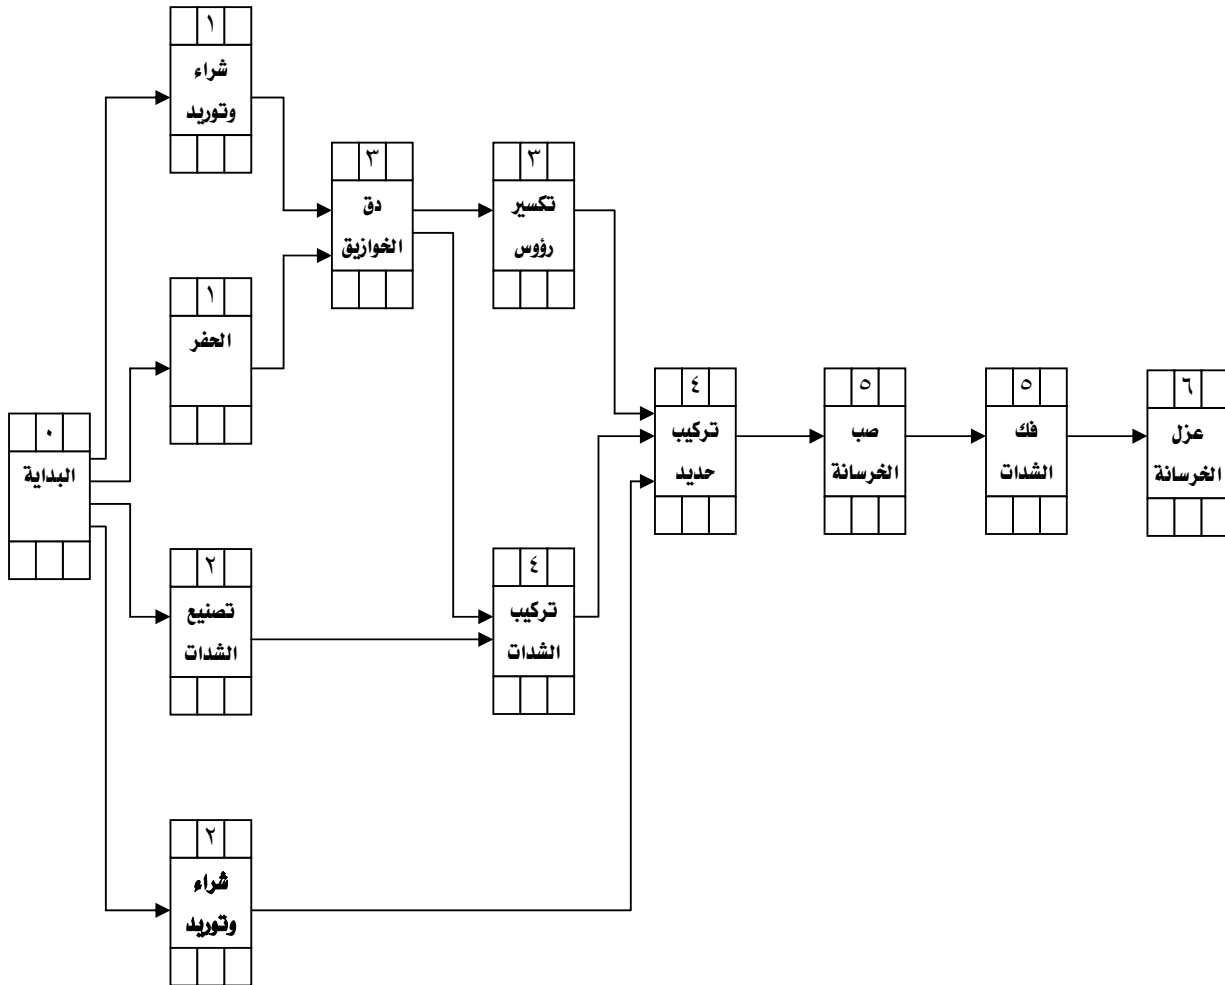 ١
شراء
وتوريد
٣
دق
الخوازيق
٣
تكسير
رؤوس
١
الحفر
٠
البداية
٤
تركيب
حديد
٥
صب
الخرسانة
٥
فك
الشدات
٦
عزل
الخرسانة
٢
تصنيع
الشدات
٤
تركيب
الشدات
٢
شراء
وتوريد